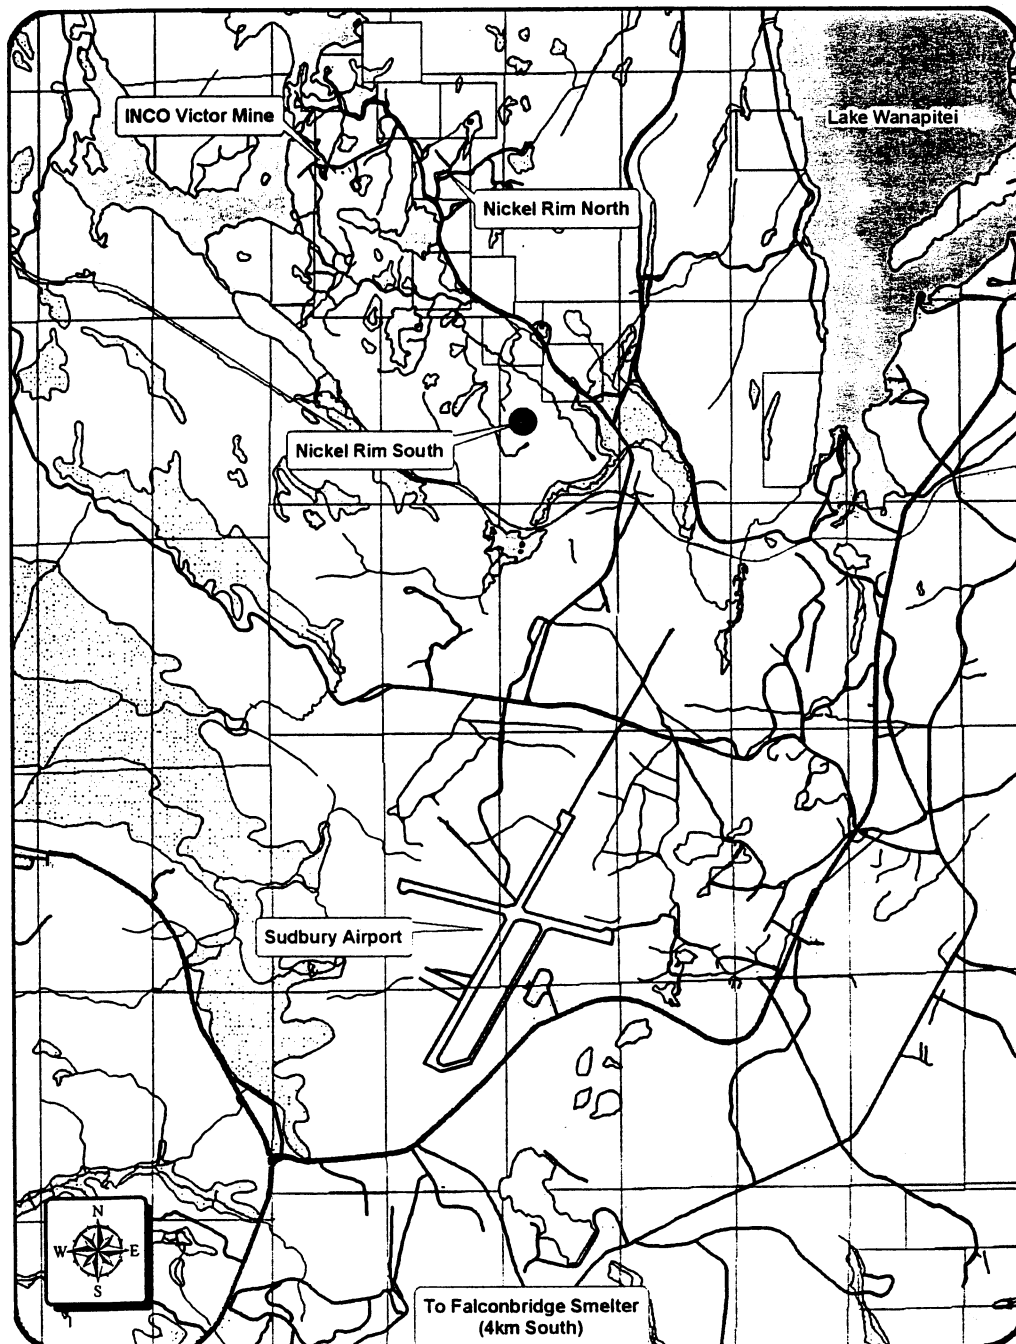 INCO Victor Mine
Lake Wanapitei
Nickel Rim North
Nickel Rim South
Sudbury Airport
N
W E
S
To Falconbridge Smelter
(4km South)